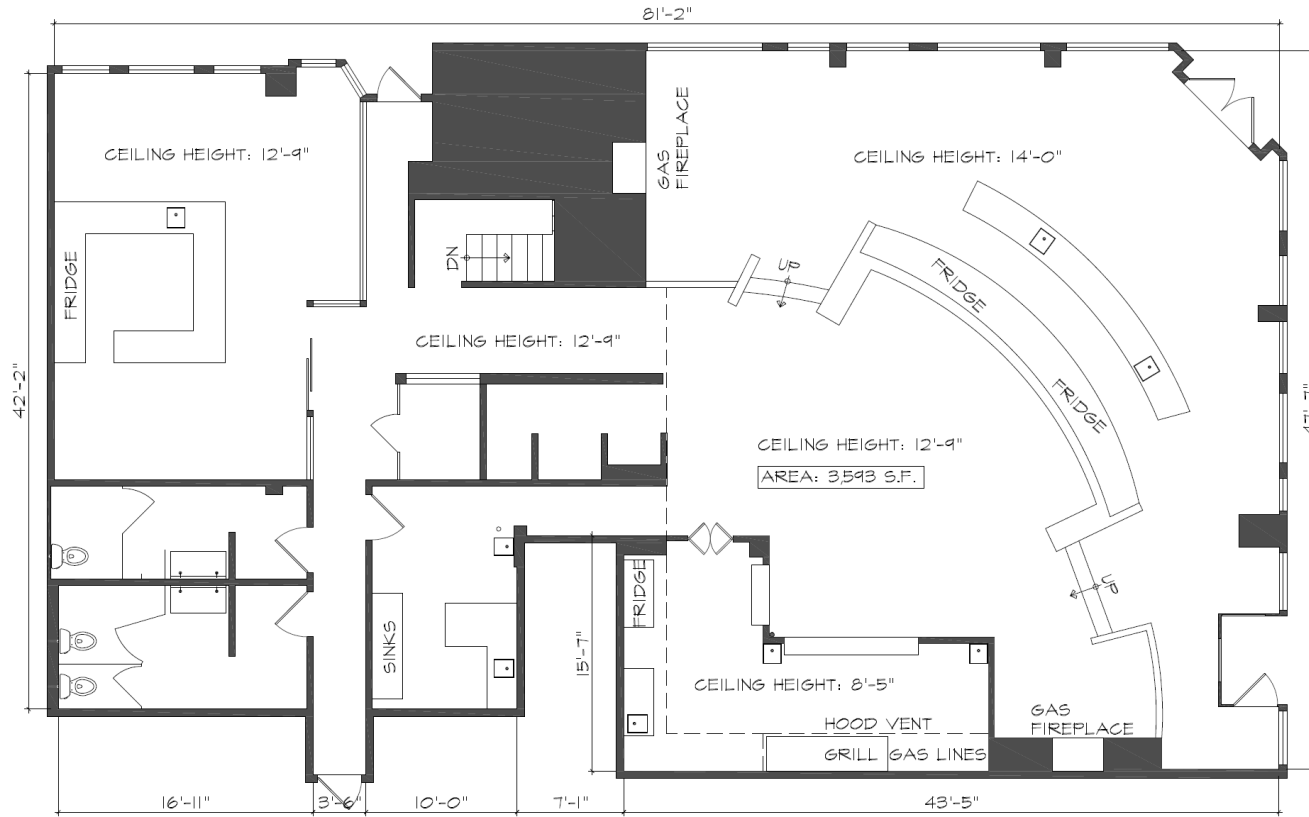 81'-2"
CEILING HEIGHT: 12'-9"
GAS
FIREPLACE
CEILING HEIGHT: 14'-0"
FRIDGE
DN
UP
FRIDGE
CEILING HEIGHT: 12'-9"
42'-2"
FRIDGE
CEILING HEIGHT: 12'-9"
AREA: 3,593 S.F.
FRIDGE
UP
SINKS
15'-7"
CEILING HEIGHT: 8'-5"
HOOD VENT
GRILL GAS LINES
GAS
FIREPLACE
16'-11"
3'-6"
10'-0"
7'-1"
43'-5"